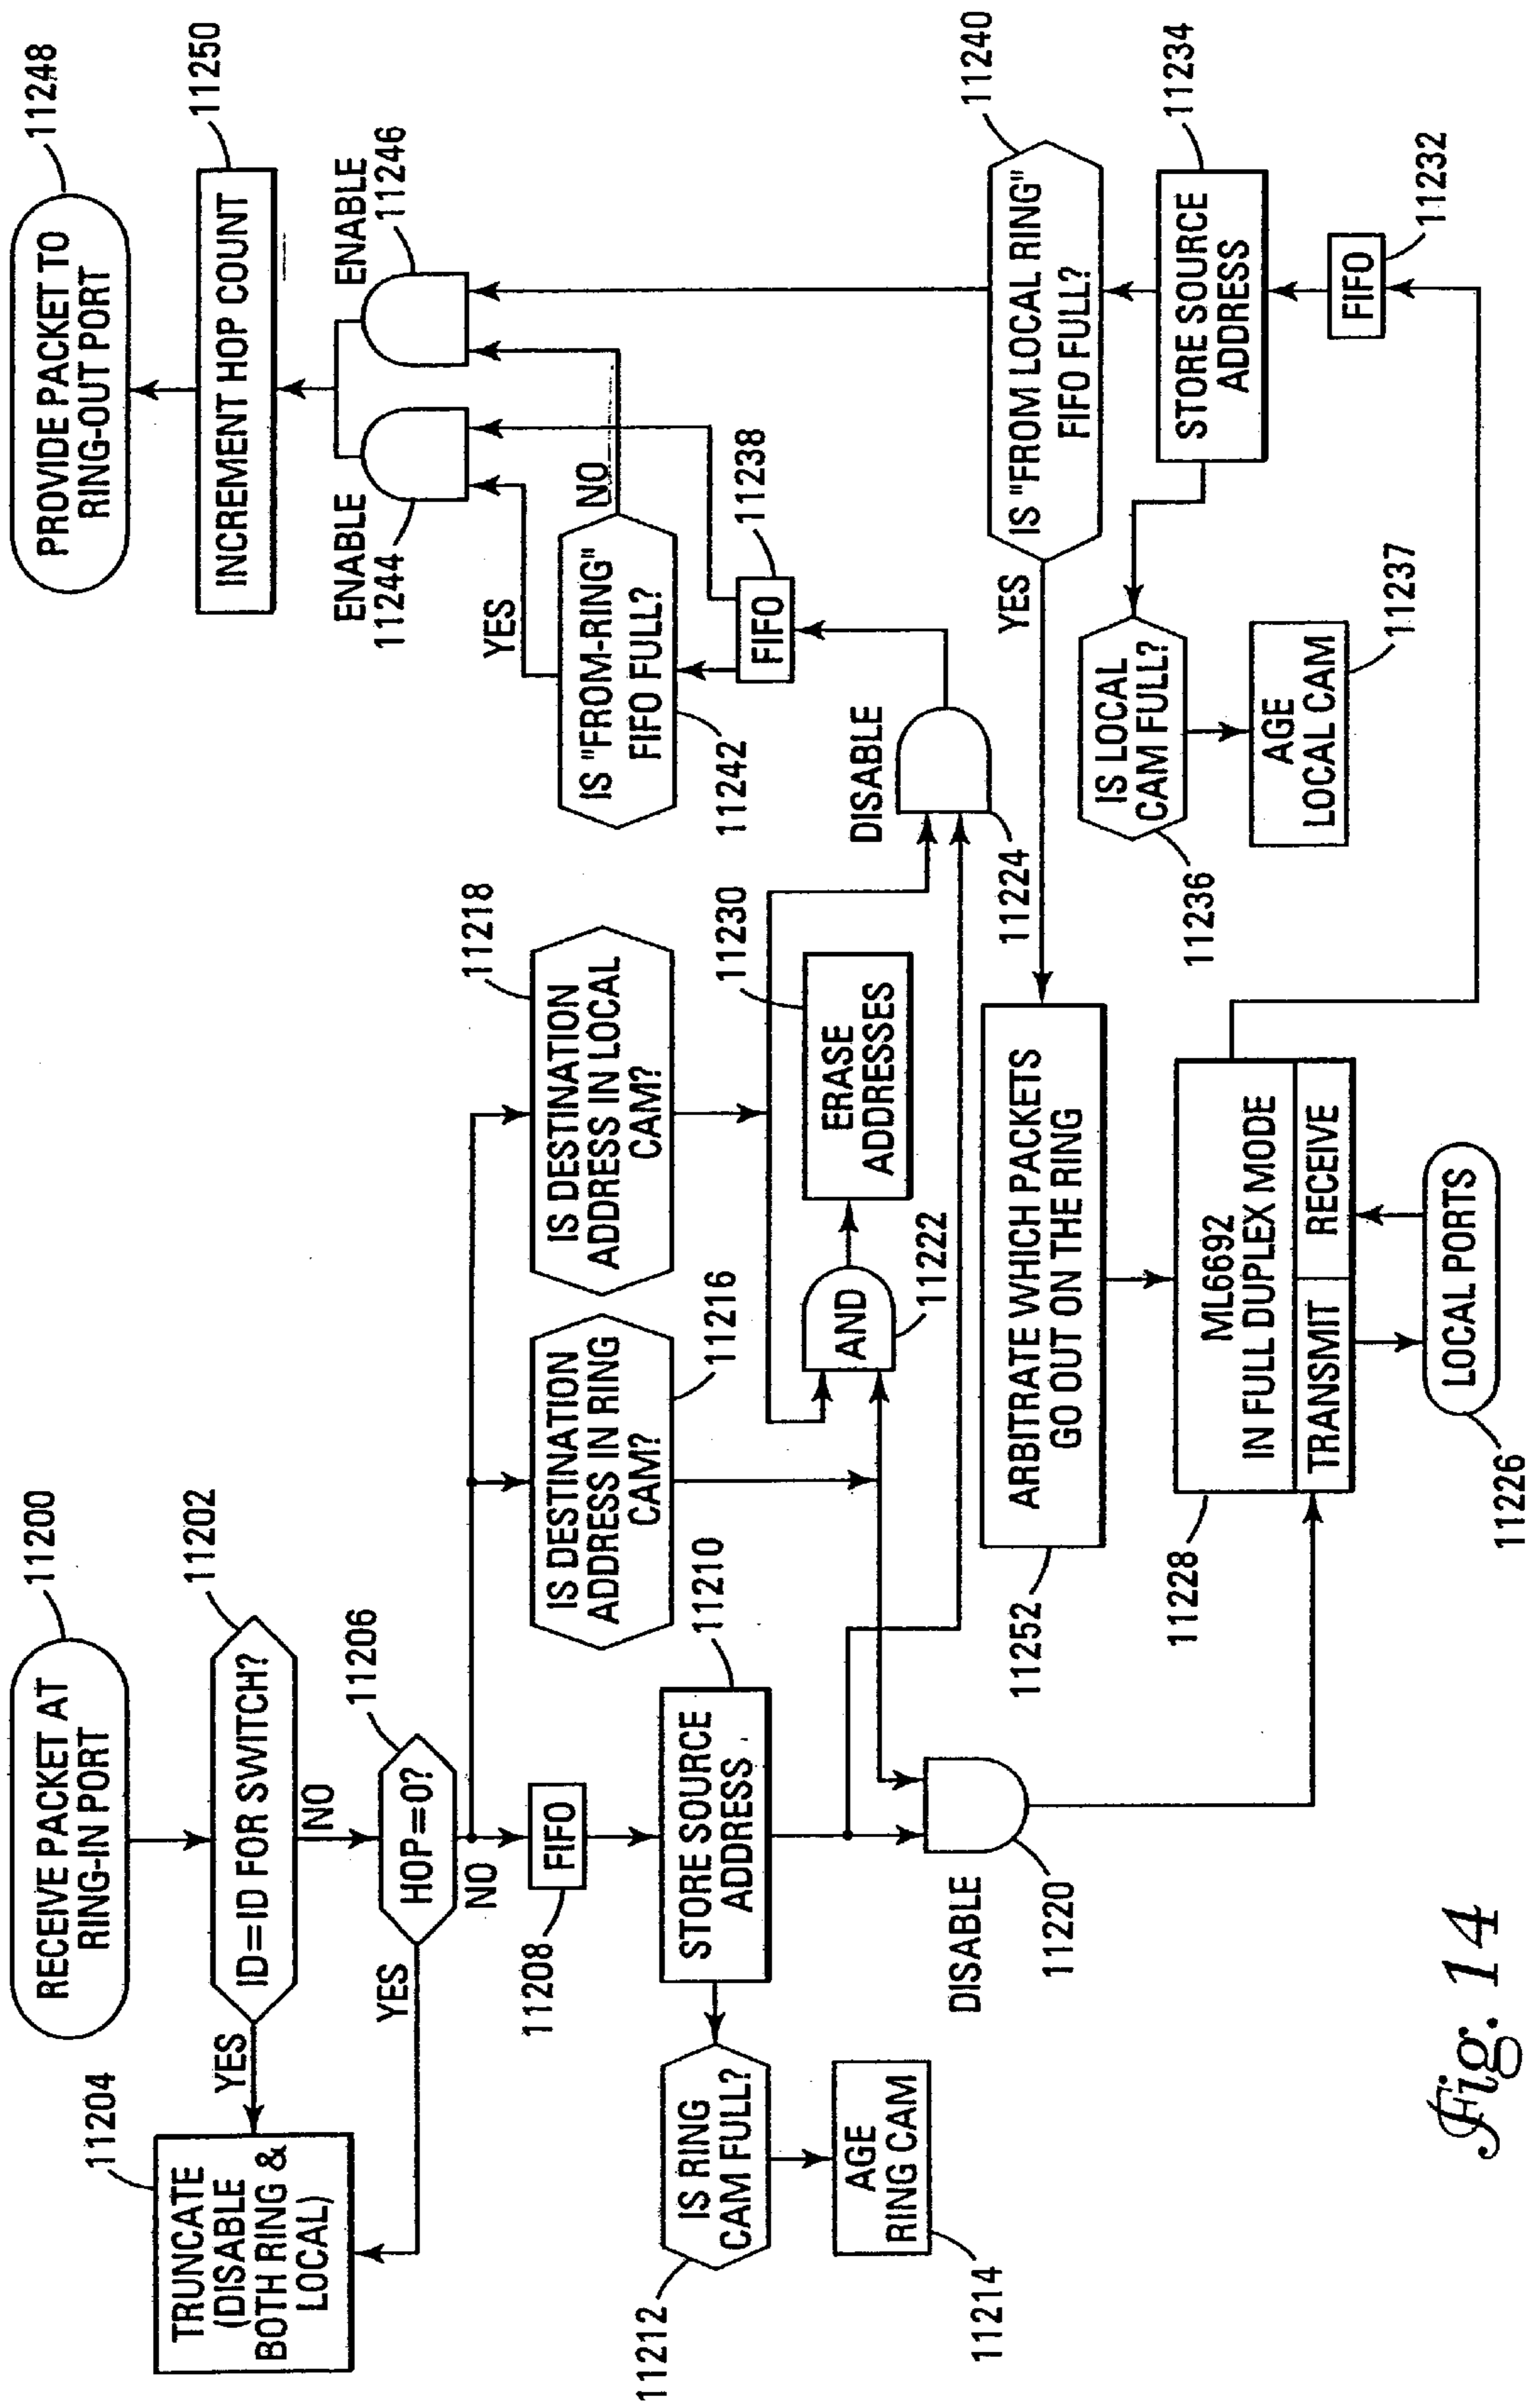 RECEIVE PACKET AT
RING-IN PORT
11200
ID=ID FOR SWITCH?
11202
YES
NO
TRUNCATE
(DISABLE
BOTH RING &
LOCAL)
11204
HOP=0?
11206
YES
NO
FIFO
11208
STORE SOURCE
ADDRESS
11210
IS RING
CAM FULL?
11212
AGE
RING CAM
11214
IS DESTINATION
ADDRESS IN RING
CAM?
11216
IS DESTINATION
ADDRESS IN LOCAL
CAM?
11218
DISABLE
11220
AND
11222
ERASE
ADDRESSES
11230
DISABLE
11224
ARBITRATE WHICH PACKETS
GO OUT ON THE RING
11252
ML6692
IN FULL DUPLEX MODE
TRANSMIT
RECEIVE
11228
LOCAL PORTS
11226
PROVIDE PACKET TO
RING-OUT PORT
11248
INCREMENT HOP COUNT
11250
ENABLE
11244
ENABLE
11246
YES
NO
IS "FROM-RING"
FIFO FULL?
11242
FIFO
11238
IS "FROM LOCAL RING"
FIFO FULL?
11240
YES
STORE SOURCE
ADDRESS
11234
IS LOCAL
CAM FULL?
11236
AGE
LOCAL CAM
11237
FIFO
11232
Fig. 14